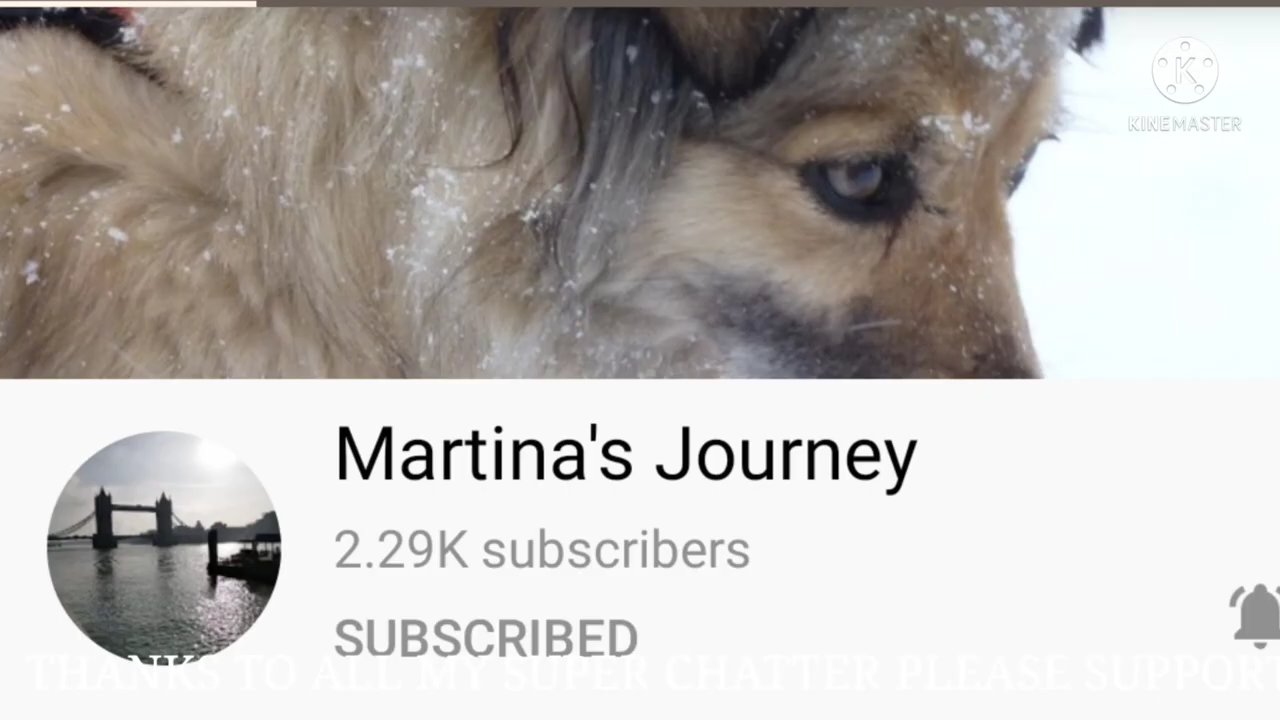 K
KINEMASTER
Martina's Journey
2.29K subscribers
SUBSCRIBED
THANKS TO ALL MY SUPER CHATTER PLEASE SUPPORT